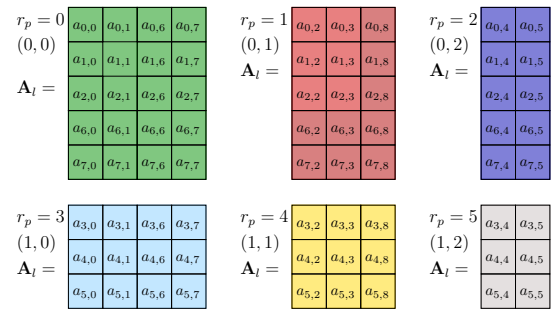 r_p = 0
(0, 0)
A_l =
a_{0,0} a_{0,1} a_{0,6} a_{0,7}
a_{1,0} a_{1,1} a_{1,6} a_{1,7}
a_{2,0} a_{2,1} a_{2,6} a_{2,7}
a_{6,0} a_{6,1} a_{6,6} a_{6,7}
a_{7,0} a_{7,1} a_{7,6} a_{7,7}
r_p = 1
(0, 1)
A_l =
a_{0,2} a_{0,3} a_{0,8}
a_{1,2} a_{1,3} a_{1,8}
a_{2,2} a_{2,3} a_{2,8}
a_{6,2} a_{6,3} a_{6,8}
a_{7,2} a_{7,3} a_{7,8}
r_p = 2
(0, 2)
A_l =
a_{0,4} a_{0,5}
a_{1,4} a_{1,5}
a_{2,4} a_{2,5}
a_{6,4} a_{6,5}
a_{7,4} a_{7,5}
r_p = 3
(1, 0)
A_l =
a_{3,0} a_{3,1} a_{3,6} a_{3,7}
a_{4,0} a_{4,1} a_{4,6} a_{4,7}
a_{5,0} a_{5,1} a_{5,6} a_{5,7}
r_p = 4
(1, 1)
A_l =
a_{3,2} a_{3,3} a_{3,8}
a_{4,2} a_{4,3} a_{4,8}
a_{5,2} a_{5,3} a_{5,8}
r_p = 5
(1, 2)
A_l =
a_{3,4} a_{3,5}
a_{4,4} a_{4,5}
a_{5,4} a_{5,5}